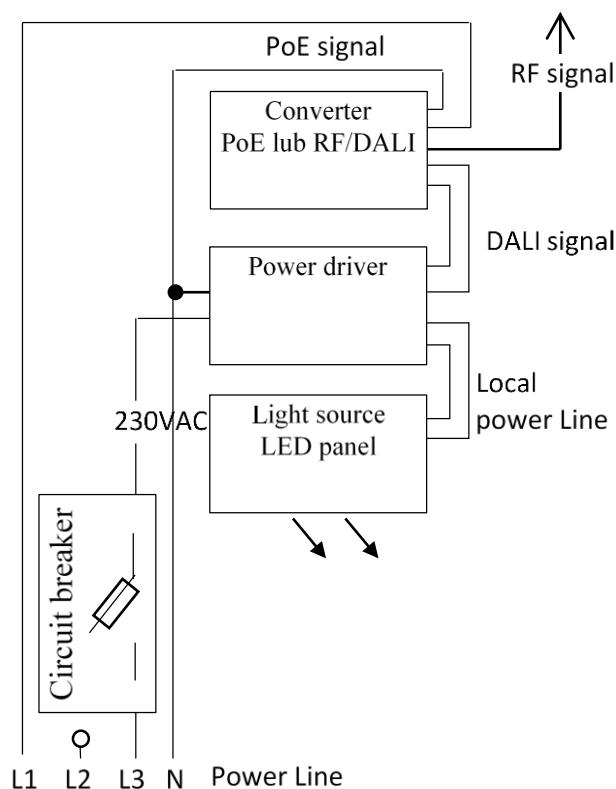 PoE signal
RF signal
Converter
PoE lub RF/DALI
DALI signal
Power driver
Local
power Line
230VAC
Light source
LED panel
Circuit breaker
L1 L2 L3 N Power Line